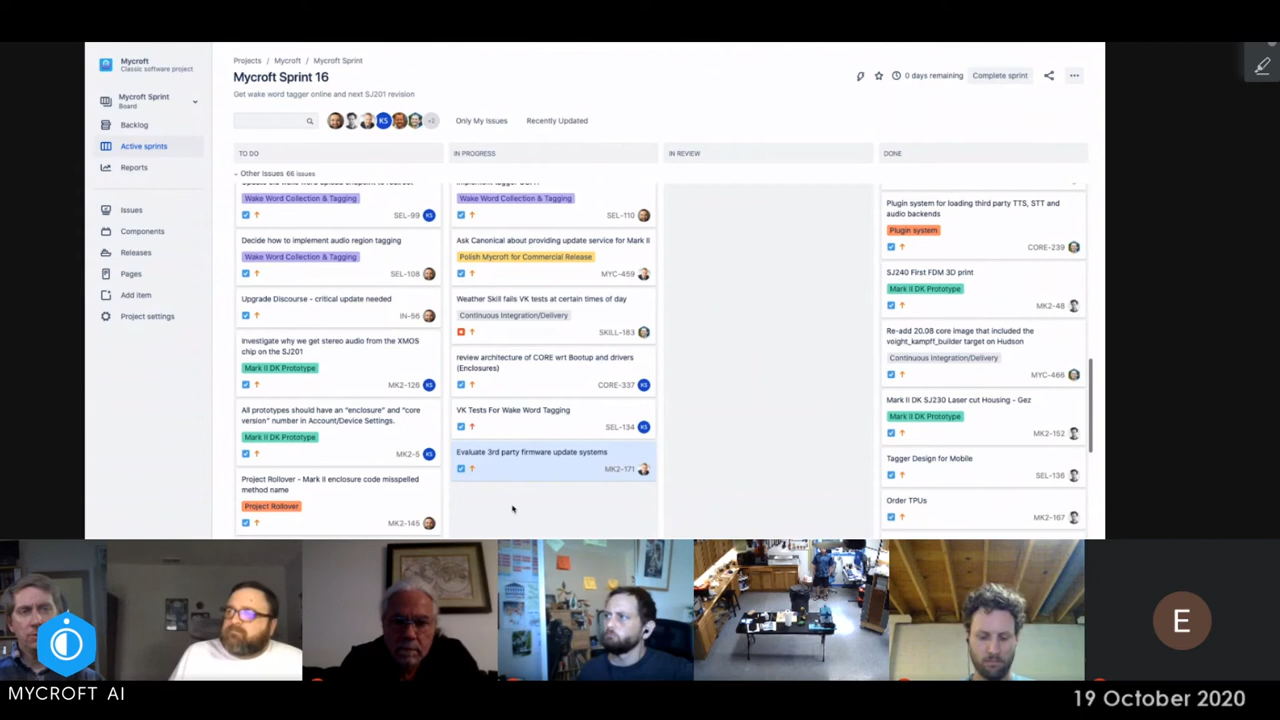 Mycroft
Classic software project
Mycroft Sprint
Board
Backlog
Active sprints
Reports
Issues
Components
Releases
Pages
Add item
Project settings
Projects / Mycroft / Mycroft Sprint
Mycroft Sprint 16
Get wake word tagger online and next SJ201 revision
0 days remaining
Complete sprint
KS
Only My Issues
Recently Updated
TO DO
IN PROGRESS
IN REVIEW
DONE
Other Issues 66 issues
Wake Word Collection & Tagging
SEL-99 KS
Decide how to implement audio region tagging
Wake Word Collection & Tagging
SEL-108
Upgrade Discourse - critical update needed
IN-56
Investigate why we get stereo audio from the XMOS
chip on the SJ201
Mark II DK Prototype
MK2-126 KS
All prototypes should have an "enclosure" and "core
version" number in Account/Device Settings.
Mark II DK Prototype
MK2-5 KS
Project Rollover - Mark II enclosure code misspelled
method name
Project Rollover
MK2-145
Wake Word Collection & Tagging
SEL-110
Ask Canonical about providing update service for Mark II
Polish Mycroft for Commercial Release
MYC-459
Weather Skill fails VK tests at certain times of day
Continuous Integration/Delivery
SKILL-183
review architecture of CORE wrt Bootup and drivers
(Enclosures)
CORE-337 KS
VK Tests For Wake Word Tagging
SEL-134 KS
Evaluate 3rd party firmware update systems
MK2-171
Plugin system for loading third party TTS, STT and
audio backends
Plugin system
CORE-239
SJ240 First FDM 3D print
Mark II DK Prototype
MK2-48
Re-add 20.08 core image that included the
voight_kampff_builder target on Hudson
Continuous Integration/Delivery
MYC-466
Mark II DK SJ230 Laser cut Housing - Gez
Mark II DK Prototype
MK2-152
Tagger Design for Mobile
SEL-136
Order TPUs
MK2-167
E
MYCROFT AI
19 October 2020